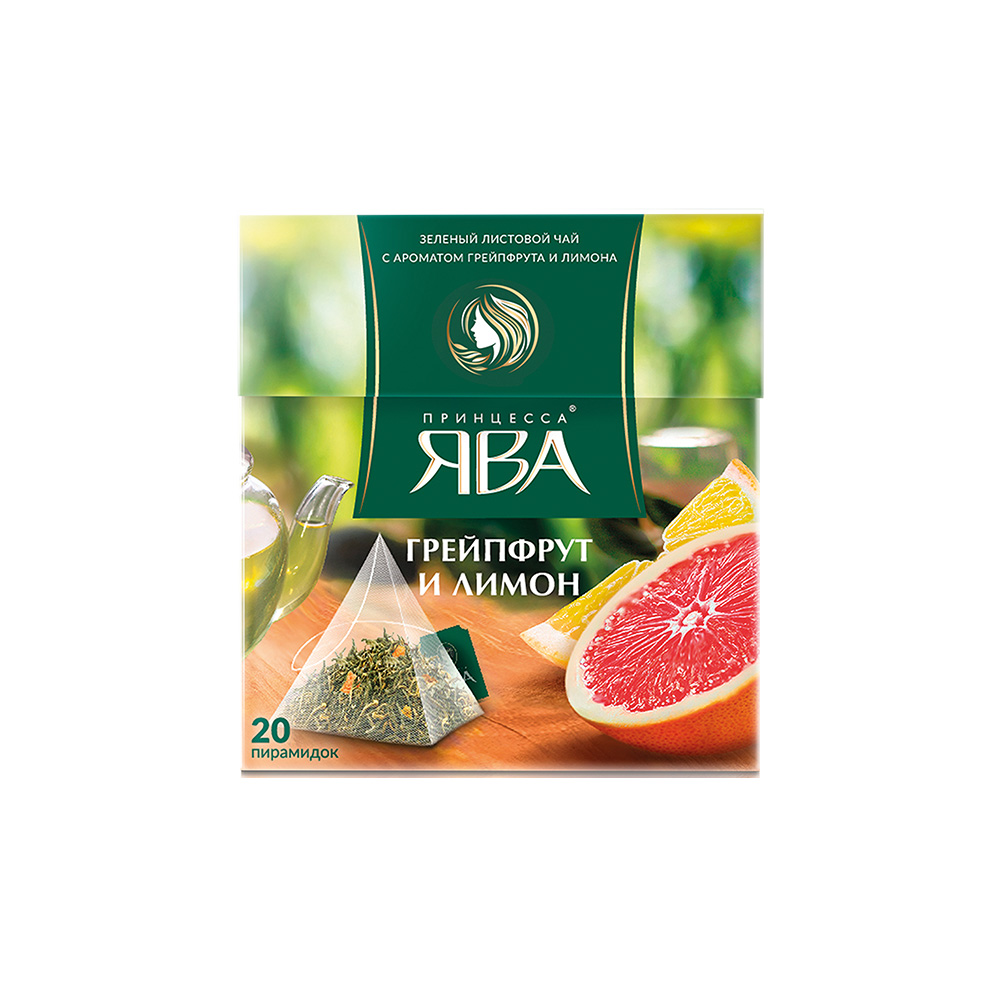 ЗЕЛЕНЫЙ ЛИСТОВОЙ ЧАЙ
С АРОМАТОМ ГРЕЙПФРУТА И ЛИМОНА
ПРИНЦЕССА®
ЯВА
ГРЕЙПФРУТ
И ЛИМОН
20
пирамидок